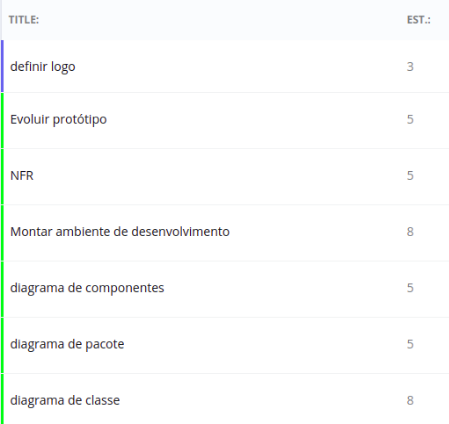 TITLE: EST.:
definir logo 3
Evoluir protótipo 5
NFR 5
Montar ambiente de desenvolvimento 8
diagrama de componentes 5
diagrama de pacote 5
diagrama de classe 8